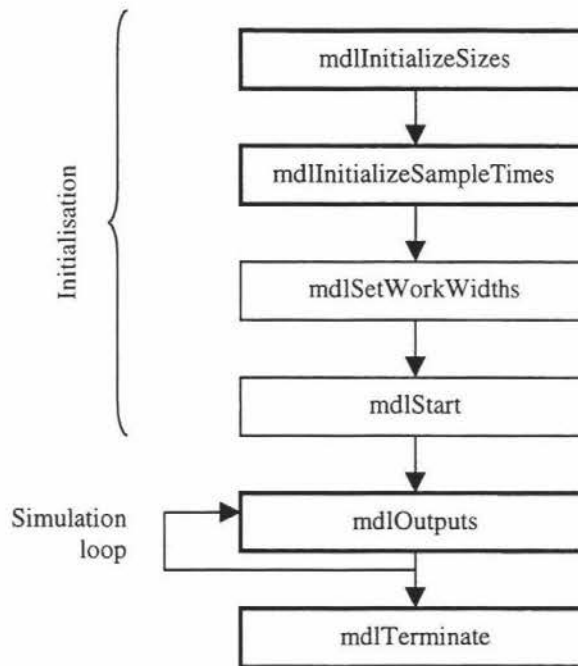 mdlInitializeSizes
mdlInitializeSampleTimes
Initialisation
mdlSetWorkWidths
mdlStart
Simulation
loop
mdlOutputs
mdlTerminate